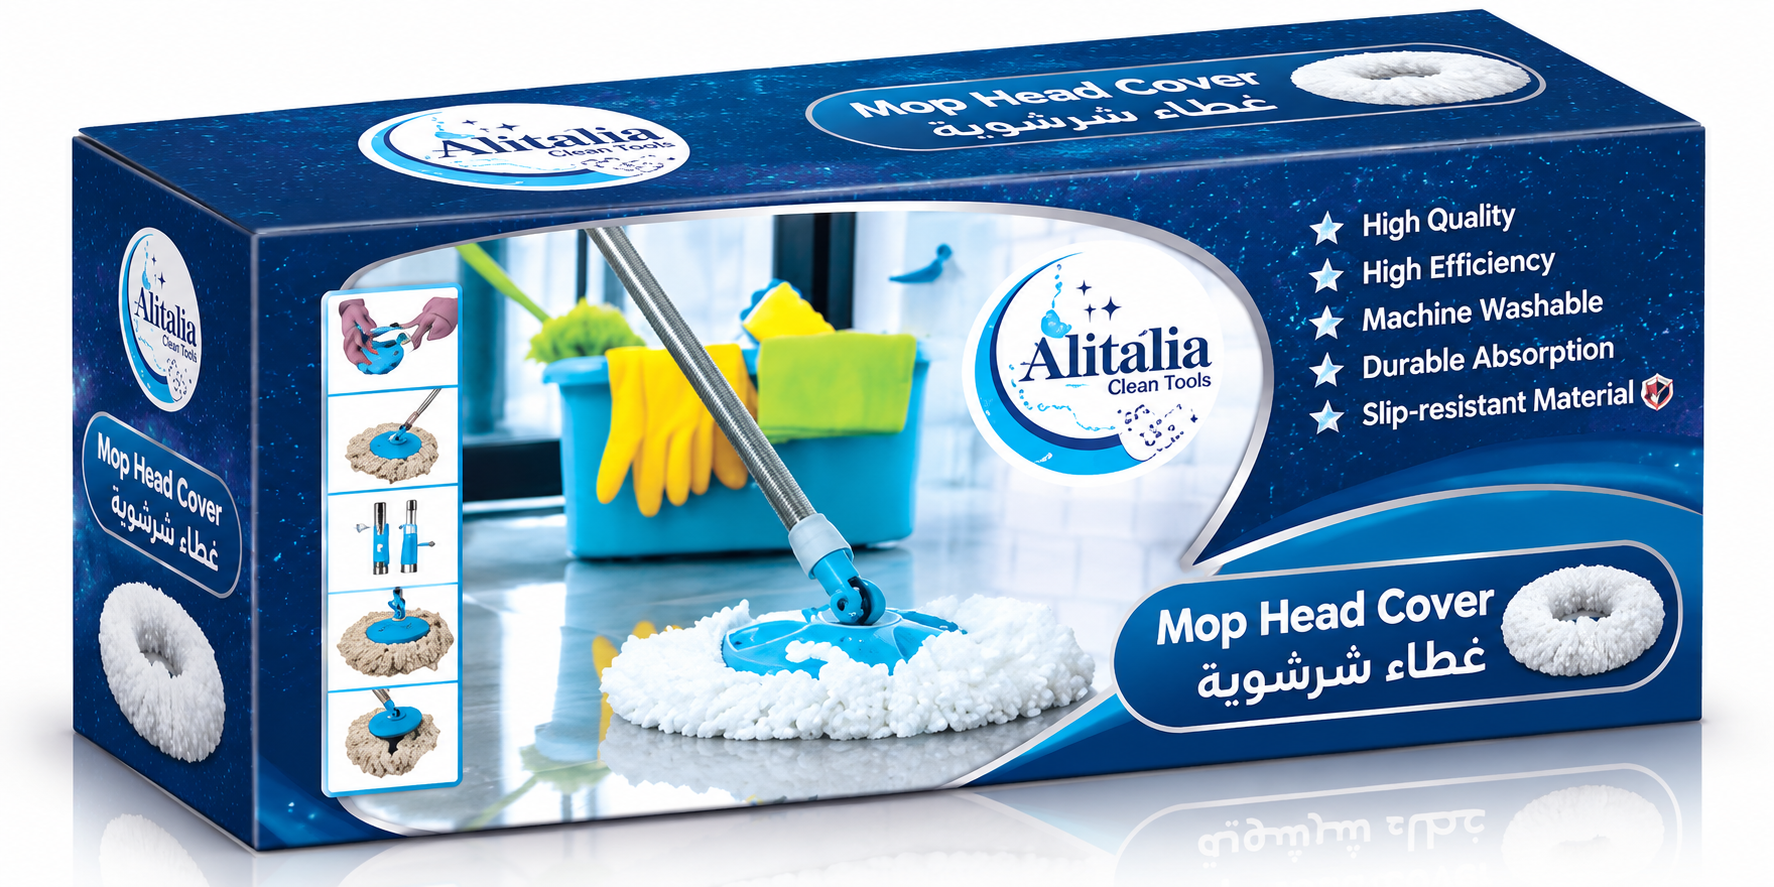 Alitalia
Clean Tools
Mop Head Cover
غطاء شرشوية
Alitalia
Clean Tools
Mop Head Cover
غطاء شرشوية
Alitalia
Clean Tools
High Quality
High Efficiency
Machine Washable
Durable Absorption
Slip-resistant Material
Mop Head Cover
غطاء شرشوية